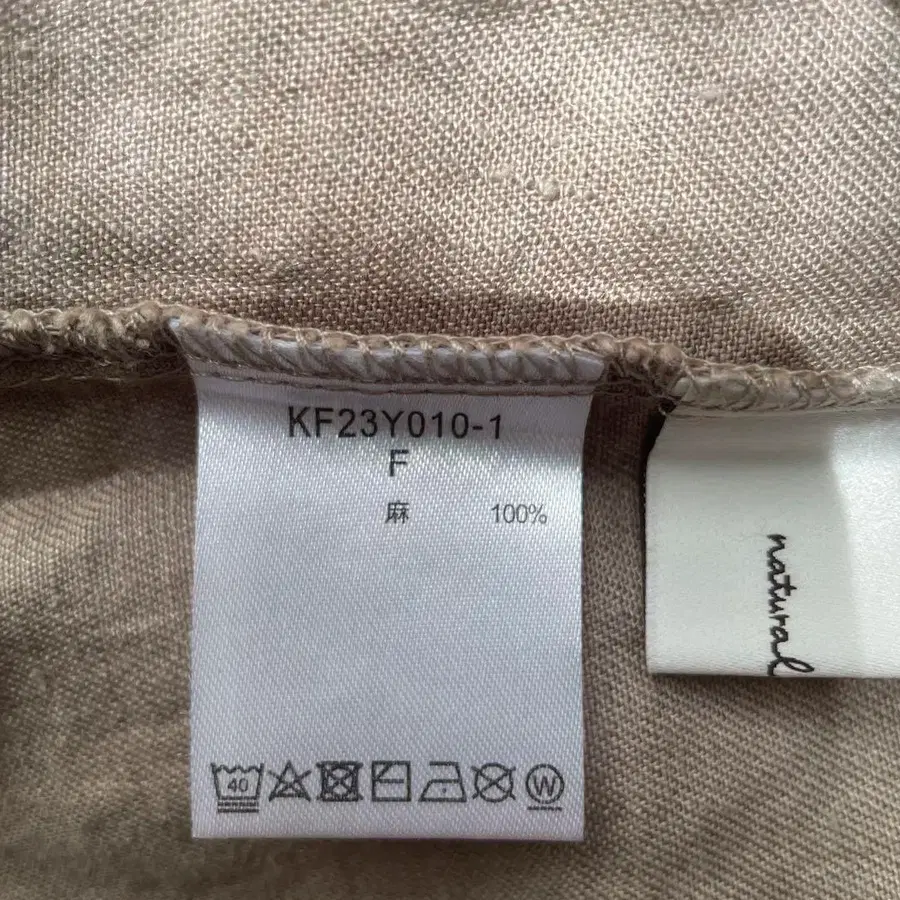 KF23Y010-1
F
麻 100%
40
W
natural